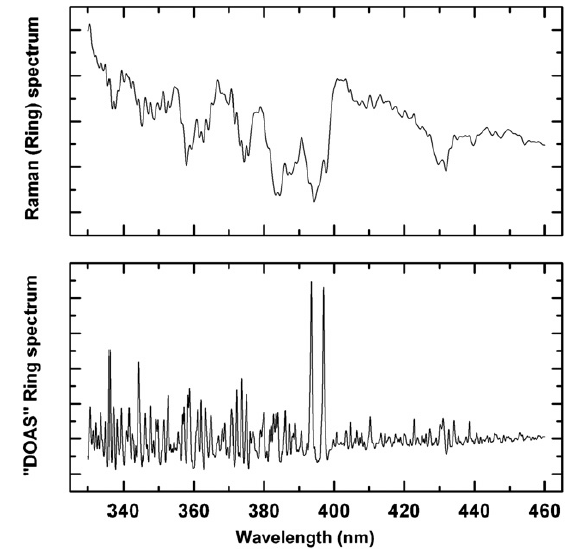 Raman (Ring) spectrum
"DOAS" Ring spectrum
340 360 380 400 420 440 460
Wavelength (nm)